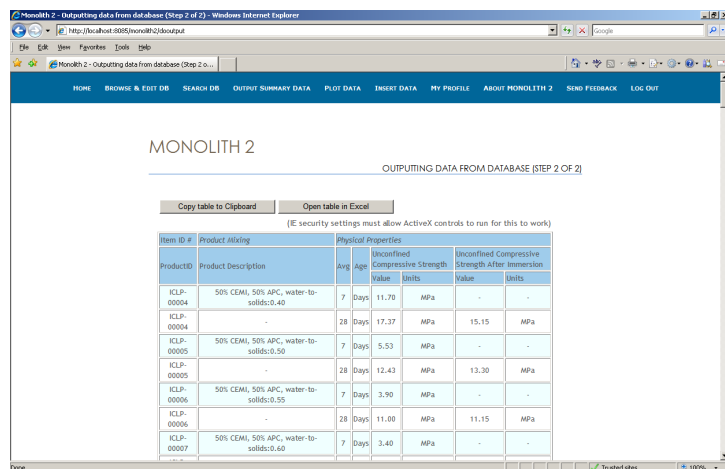 Monolith 2 - Outputting data from database (Step 2 of 2) - Windows Internet Explorer
http://localhost:8085/monolith2/dooutput
Google
File Edit View Favorites Tools Help
Monolith 2 - Outputting data from database (Step 2 o...
HOME BROWSE & EDIT DB SEARCH DB OUTPUT SUMMARY DATA PLOT DATA INSERT DATA MY PROFILE ABOUT MONOLITH 2 SEND FEEDBACK LOG OUT
MONOLITH 2
OUTPUTTING DATA FROM DATABASE (STEP 2 OF 2)
Copy table to Clipboard Open table in Excel
(IE security settings must allow ActiveX controls to run for this to work)
Item ID # Product Mixing Physical Properties
ProductID Product Description Avg Age Unconfined Compressive Strength Unconfined Compressive Strength After Immersion
Value Units Value Units
ICLP-00004 50% CEMI, 50% APC, water-to-solids:0.40 7 Days 11.70 MPa - -
ICLP-00004 - 28 Days 17.37 MPa 15.15 MPa
ICLP-00005 50% CEMI, 50% APC, water-to-solids:0.50 7 Days 5.53 MPa - -
ICLP-00005 - 28 Days 12.43 MPa 13.30 MPa
ICLP-00006 50% CEMI, 50% APC, water-to-solids:0.55 7 Days 3.90 MPa - -
ICLP-00006 - 28 Days 11.00 MPa 11.15 MPa
ICLP-00007 50% CEMI, 50% APC, water-to-solids:0.60 7 Days 3.40 MPa - -
Done Trusted sites 100%